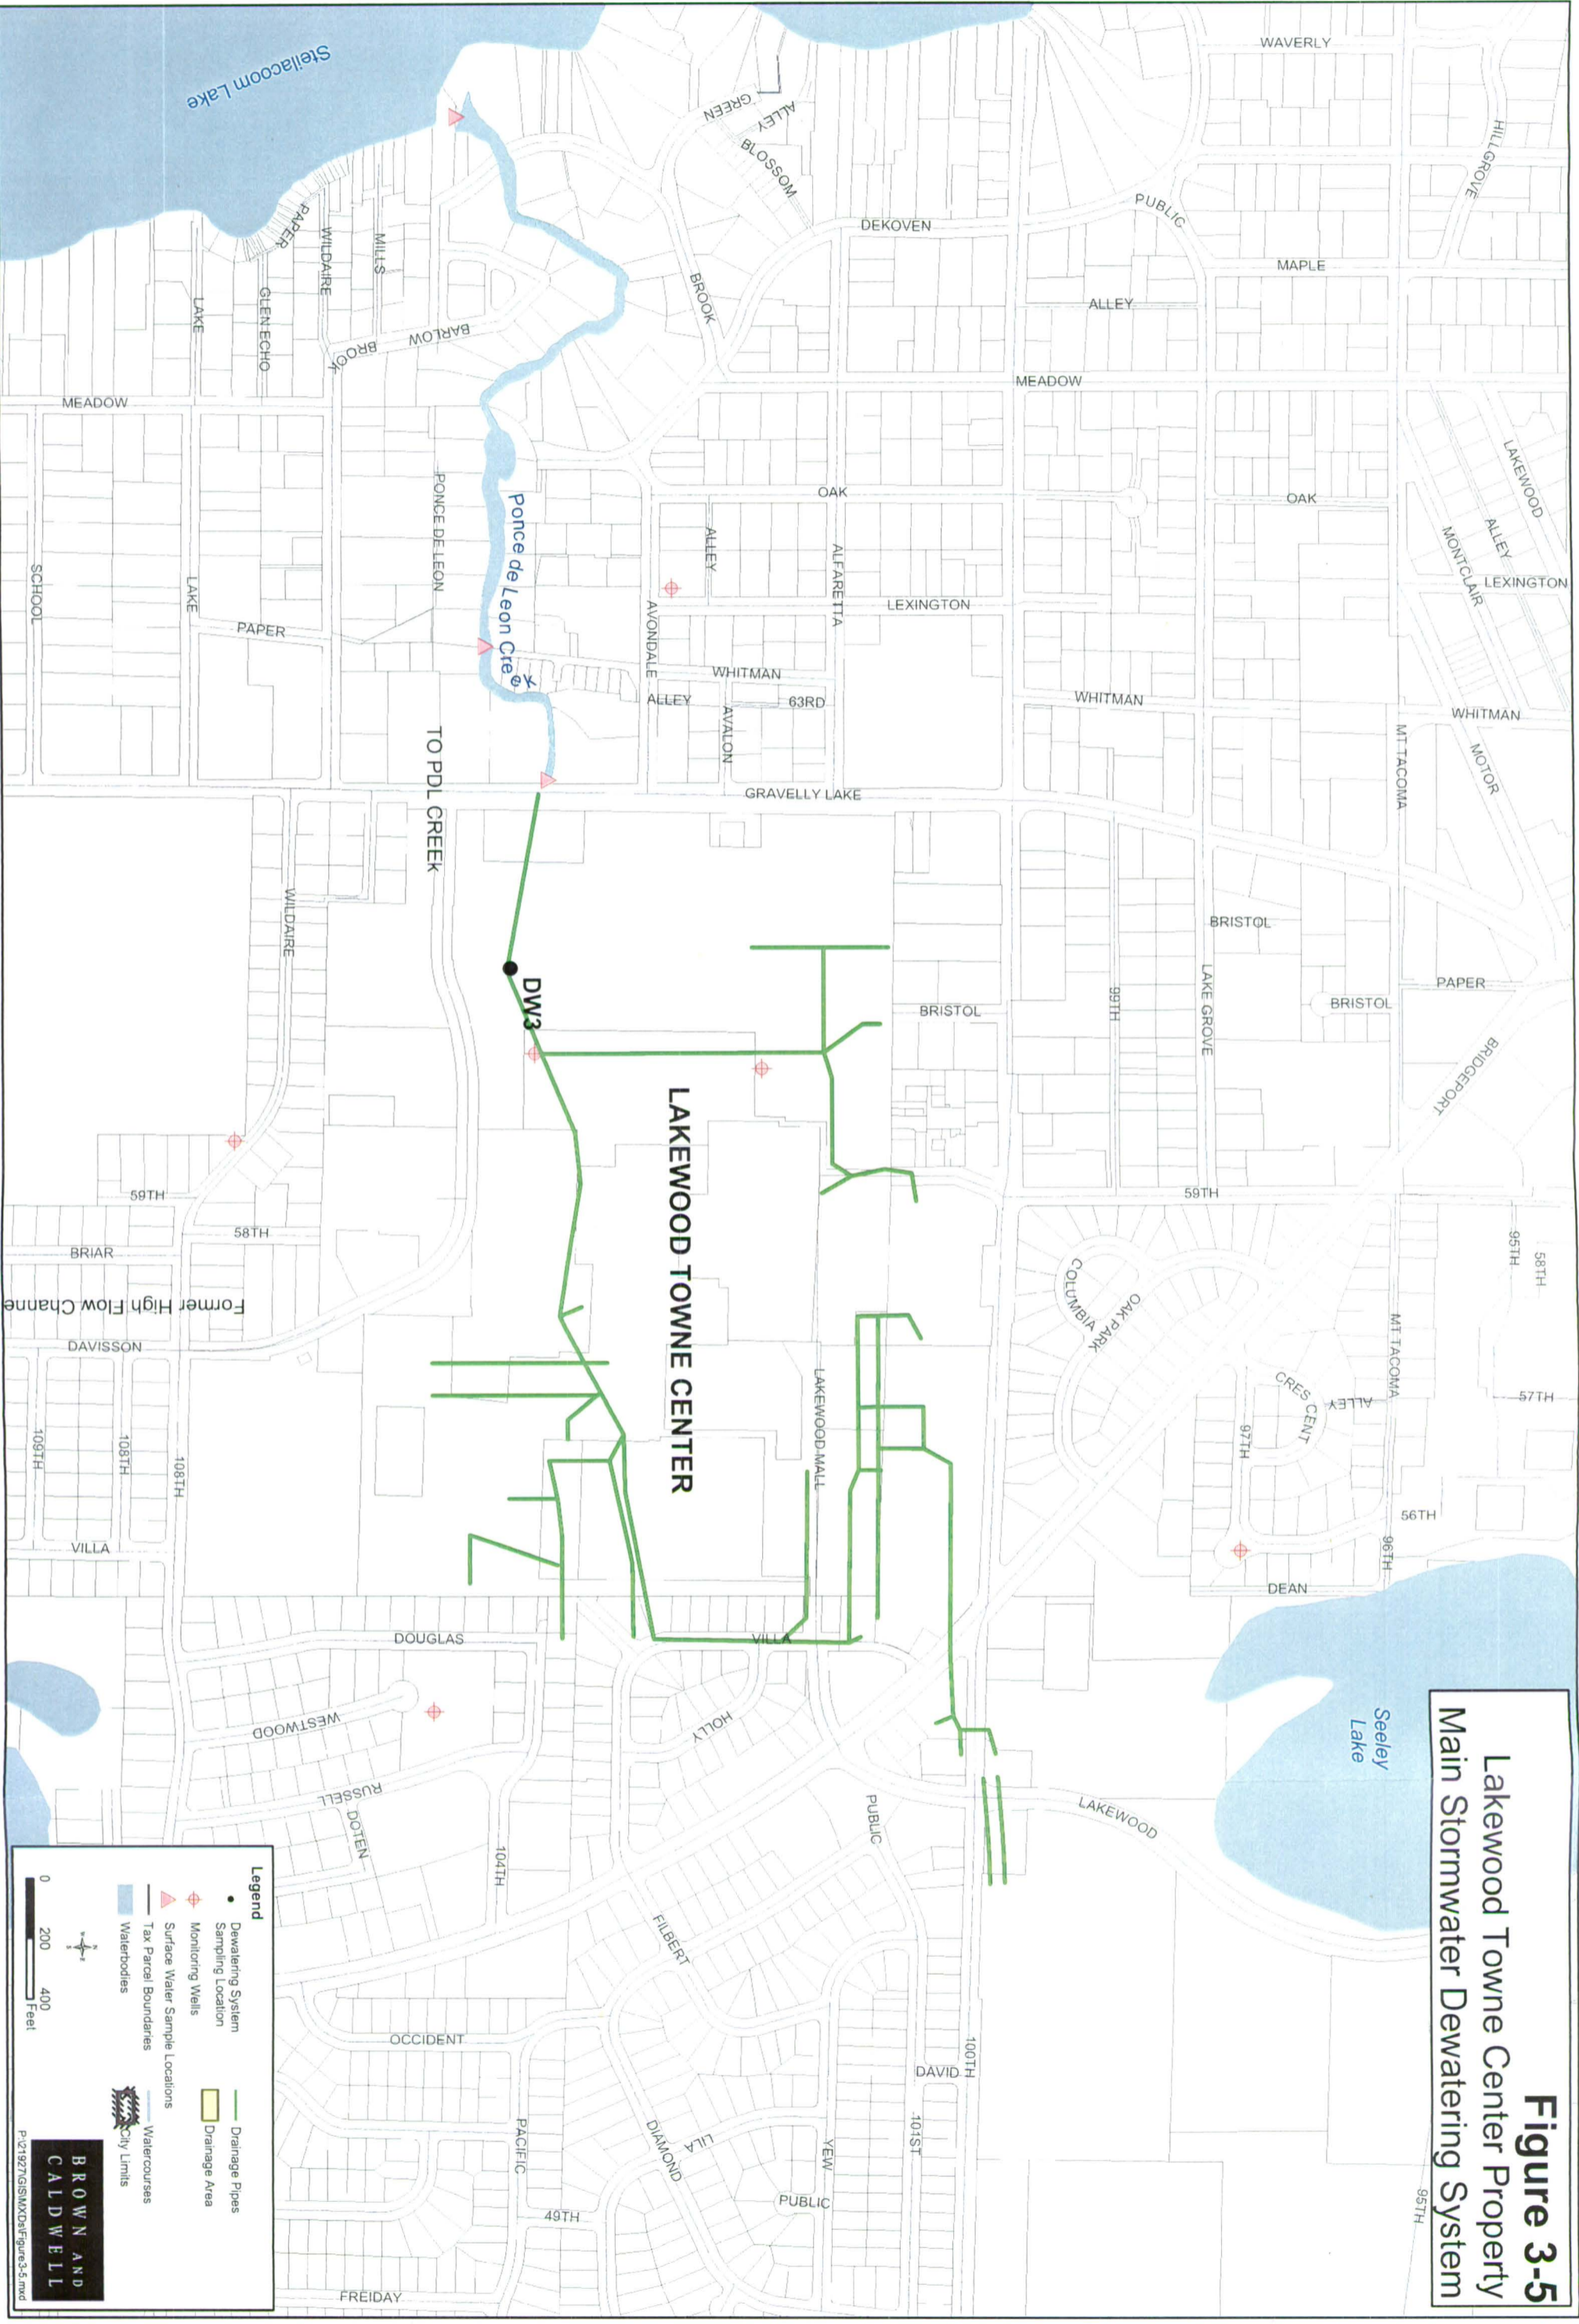 Figure 3-5
Lakewood Towne Center Property
Main Stormwater Dewatering System
WAVERLY
HILLGROVE
PUBLIC
MAPLE
ALLEY
GREEN
ALLEY
BLOSSOM
DEKOVEN
BROOK
Steilacoom Lake
PAPER
WILDAIRE
MILLS
LAKE
GLEN ECHO
BROOK
BARLOW
MEADOW
MEADOW
LAKEWOOD
ALLEY
MONTCLAIR
LEXINGTON
OAK
OAK
ALLEY
ALFARETTA
LEXINGTON
PONCE DE LEON
Ponce de Leon Creek
AVONDALE
SCHOOL
LAKE
PAPER
WHITMAN
ALLEY
63RD
AVALON
WHITMAN
WHITMAN
MT TACOMA
MOTOR
TO PDL CREEK
GRAVELLY LAKE
WILDAIRE
DW3
BRISTOL
BRISTOL
LAKE GROVE
99TH
BRISTOL
PAPER
BRIDGEPORT
LAKEWOOD TOWNE CENTER
59TH
58TH
BRIAR
Former High Flow Channe
DAVISSON
109TH
108TH
108TH
VILLA
59TH
95TH
58TH
COLUMBIA
OAK PARK
MT TACOMA
57TH
CRES CENT
ALLEY
97TH
56TH
96TH
DEAN
LAKEWOOD MALL
VILLA
DOUGLAS
WESTWOOD
HOLLY
RUSSELL
DOTEN
104TH
PUBLIC
FILBERT
Seeley
Lake
LAKEWOOD
OCCIDENT
100TH
DAVID
101ST
PACIFIC
DIAMOND
LILA
YEW
PUBLIC
49TH
FREIDAY
95TH
Legend
Dewatering System
Sampling Location
Monitoring Wells
Surface Water Sample Locations
Tax Parcel Boundaries
Waterbodies
Drainage Pipes
Drainage Area
Watercourses
City Limits
0 200 400
Feet
BROWN AND
CALDWELL
P:\21927\GIS\MXDs\Figure3-5.mxd